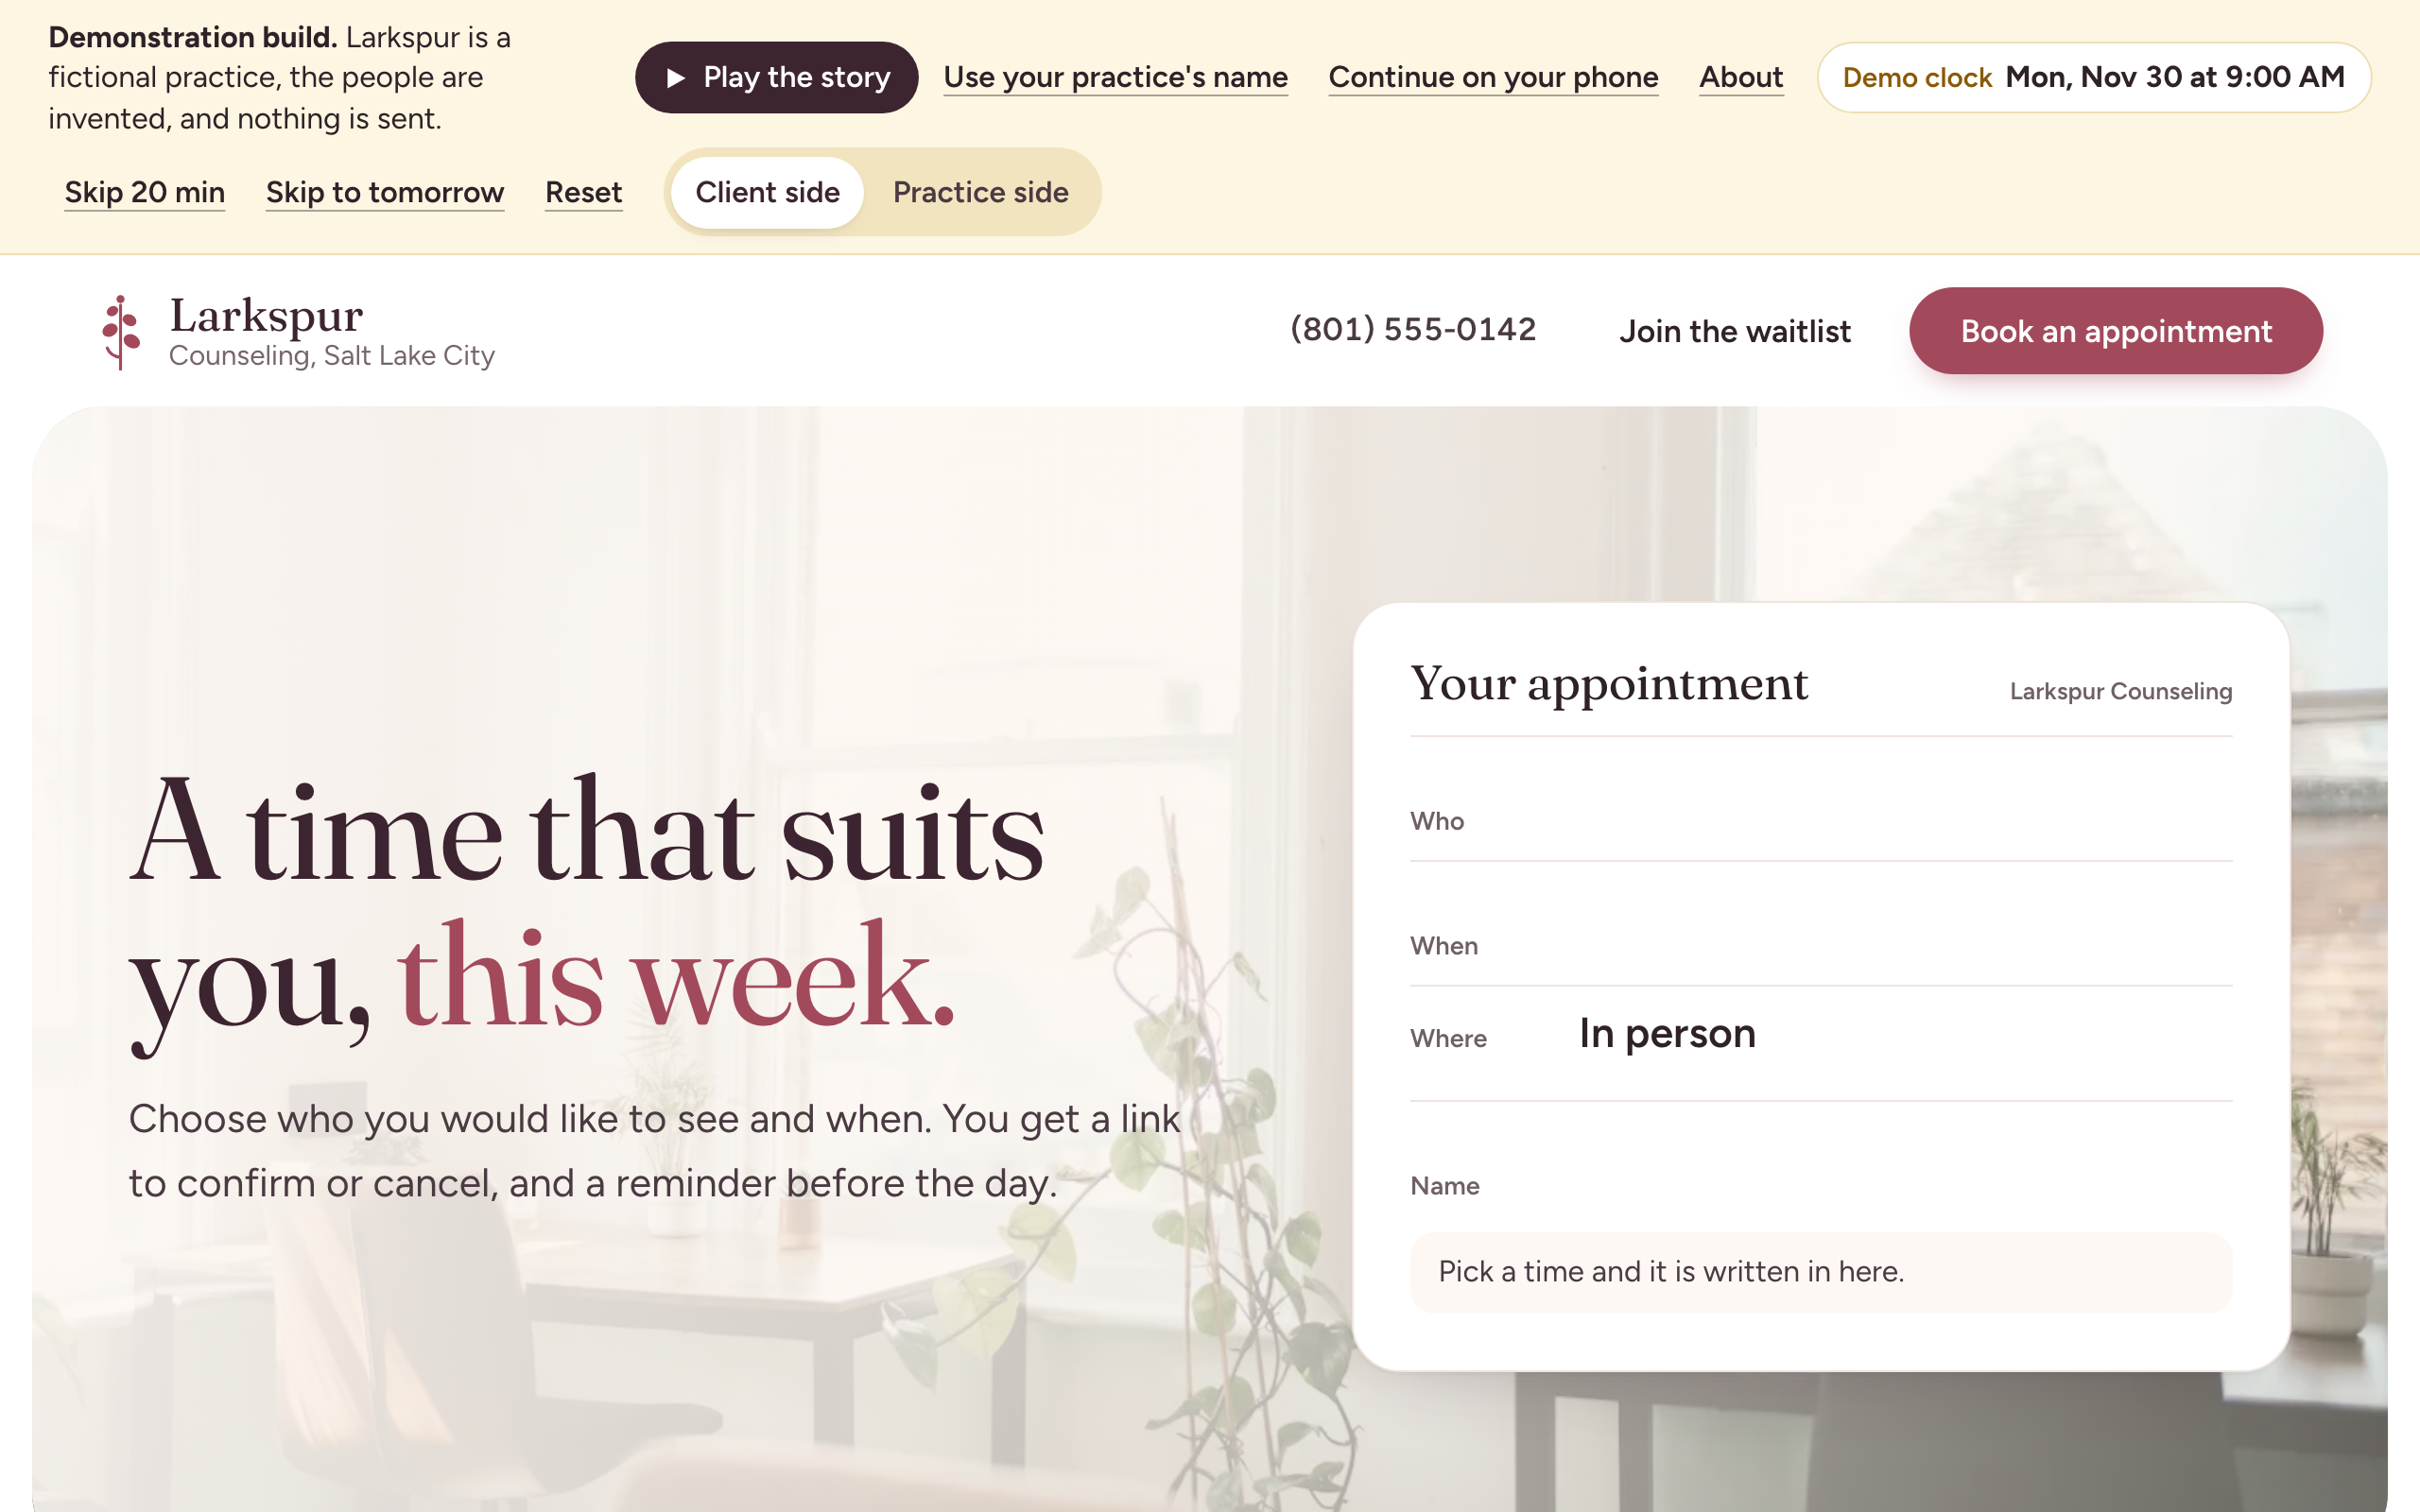 Demonstration build. Larkspur is a
fictional practice, the people are
invented, and nothing is sent.
Play the story
Use your practice's name
Continue on your phone
About
Demo clock Mon, Nov 30 at 9:00 AM
Skip 20 min
Skip to tomorrow
Reset
Client side
Practice side
Larkspur
Counseling, Salt Lake City
(801) 555-0142
Join the waitlist
Book an appointment
A time that suits
you, this week.
Choose who you would like to see and when. You get a link
to confirm or cancel, and a reminder before the day.
Your appointment
Larkspur Counseling
Who
When
Where In person
Name
Pick a time and it is written in here.